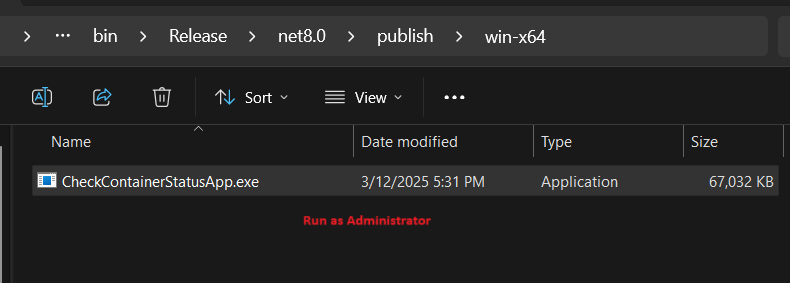 bin Release net8.0 publish win-x64
Sort View
Name Date modified Type Size
CheckContainerStatusApp.exe 3/12/2025 5:31 PM Application 67,032 KB
Run as Administrator